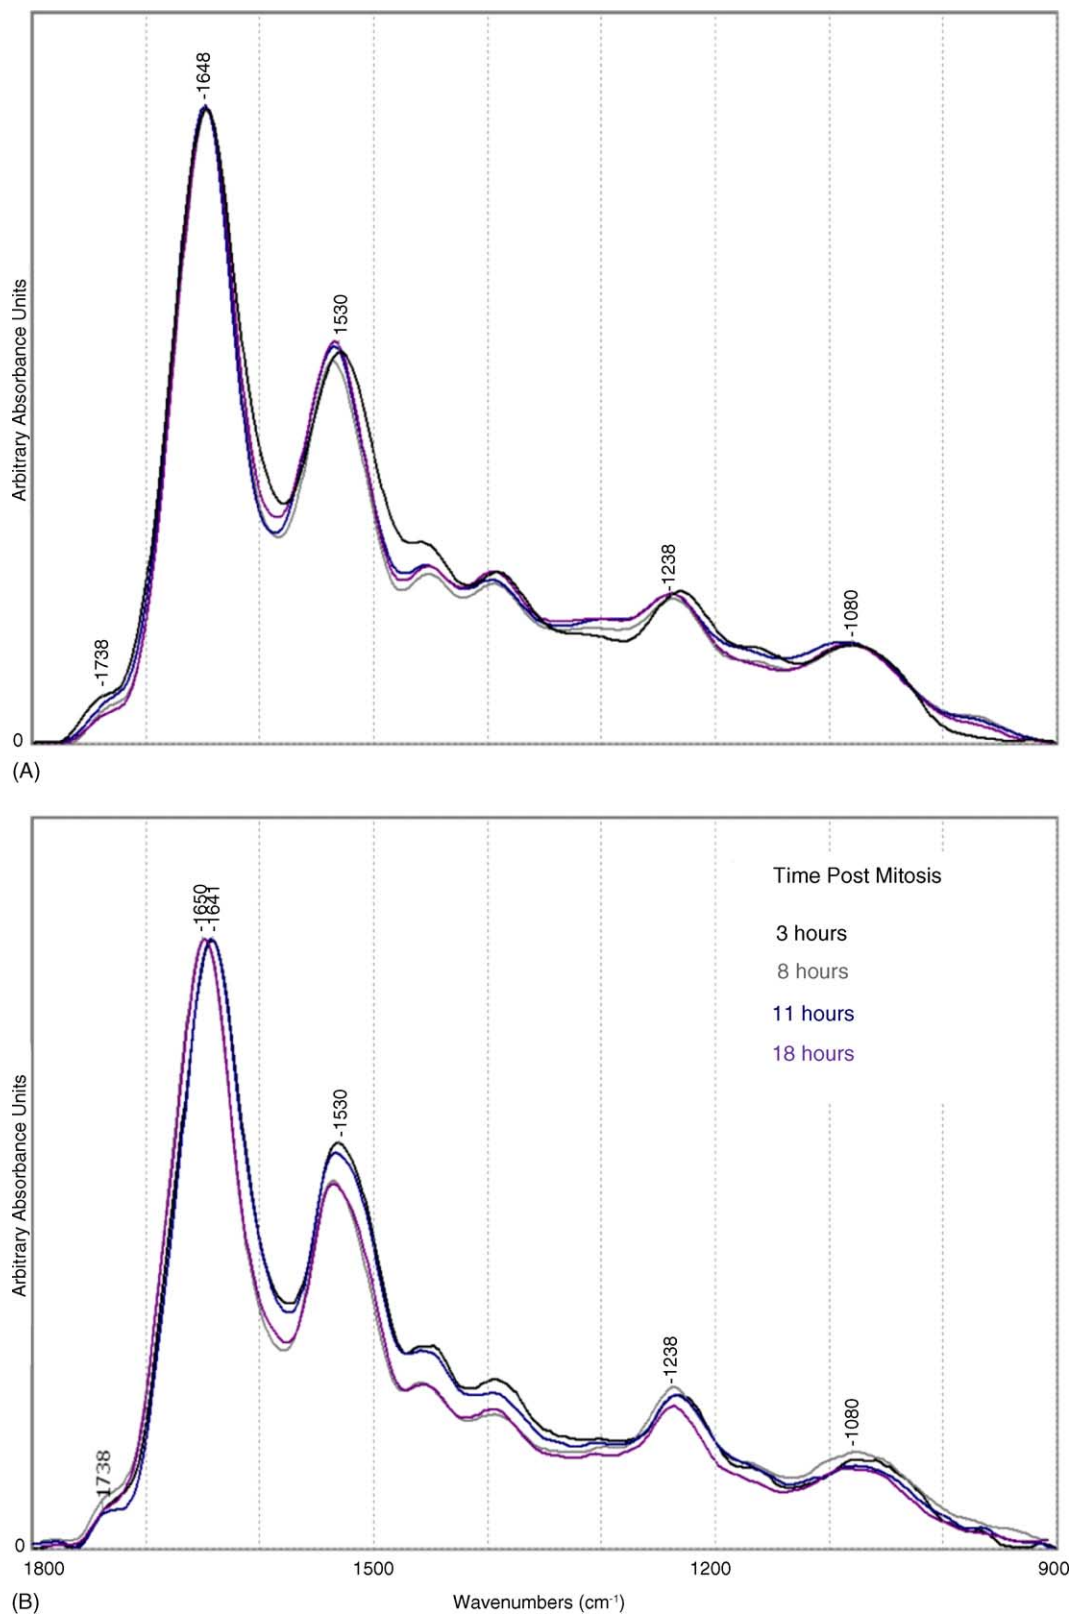 -1648
1530
-1238
-1080
-1738
Arbitrary Absorbance Units
0
(A)
-1650
-1641
-1530
-1238
-1080
1738
Time Post Mitosis
3 hours
8 hours
11 hours
18 hours
Arbitrary Absorbance Units
0
1800 1500 1200 900
Wavenumbers (cm⁻¹)
(B)